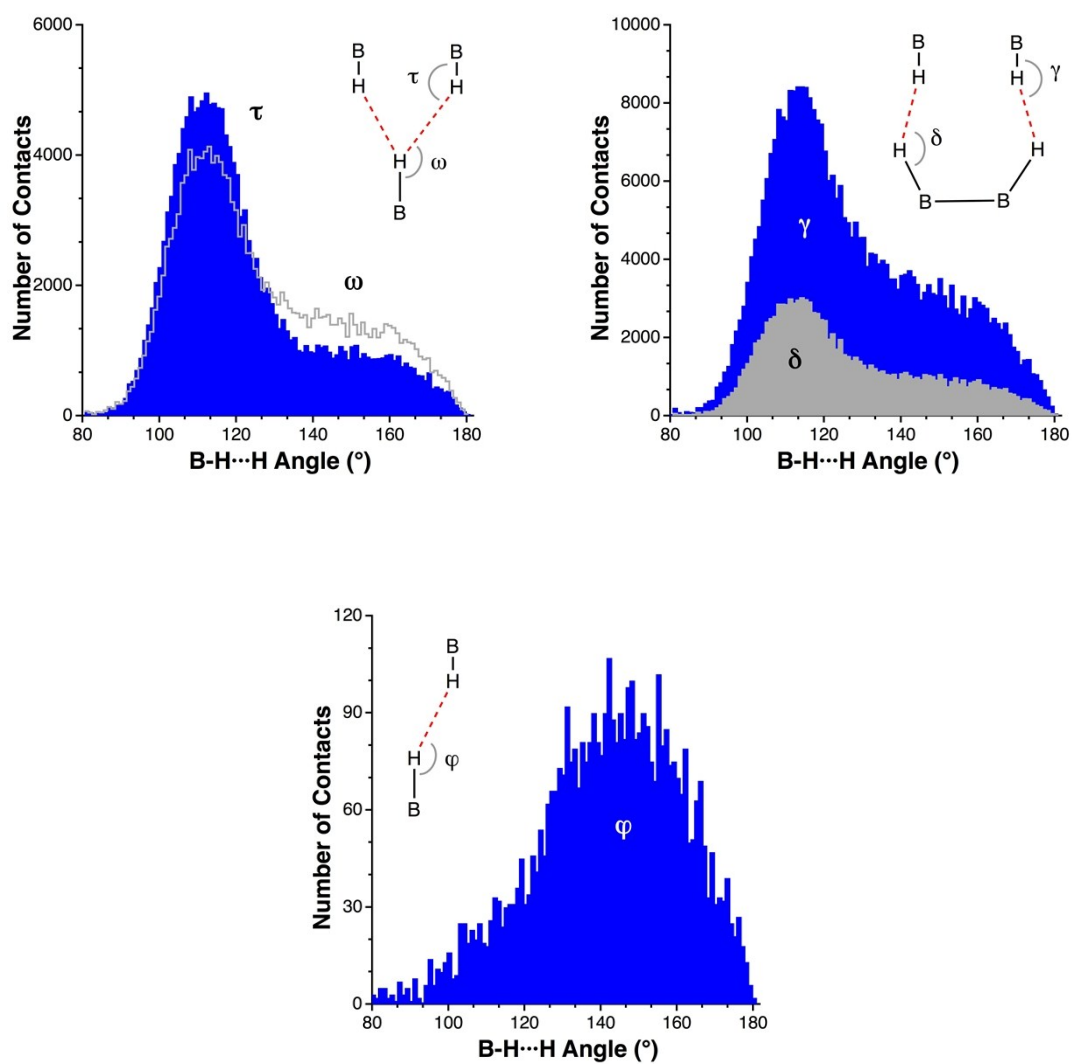 6000
4000
2000
0
80
100
120
140
160
180
Number of Contacts
B-H···H Angle (°)
τ
ω
B
H
B
H
τ
H
ω
B
10000
8000
6000
4000
2000
0
80
100
120
140
160
180
Number of Contacts
B-H···H Angle (°)
γ
δ
B
H
B
H
γ
H
δ
H
B
B
120
90
60
30
0
80
100
120
140
160
180
Number of Contacts
B-H···H Angle (°)
φ
B
H
H
φ
B